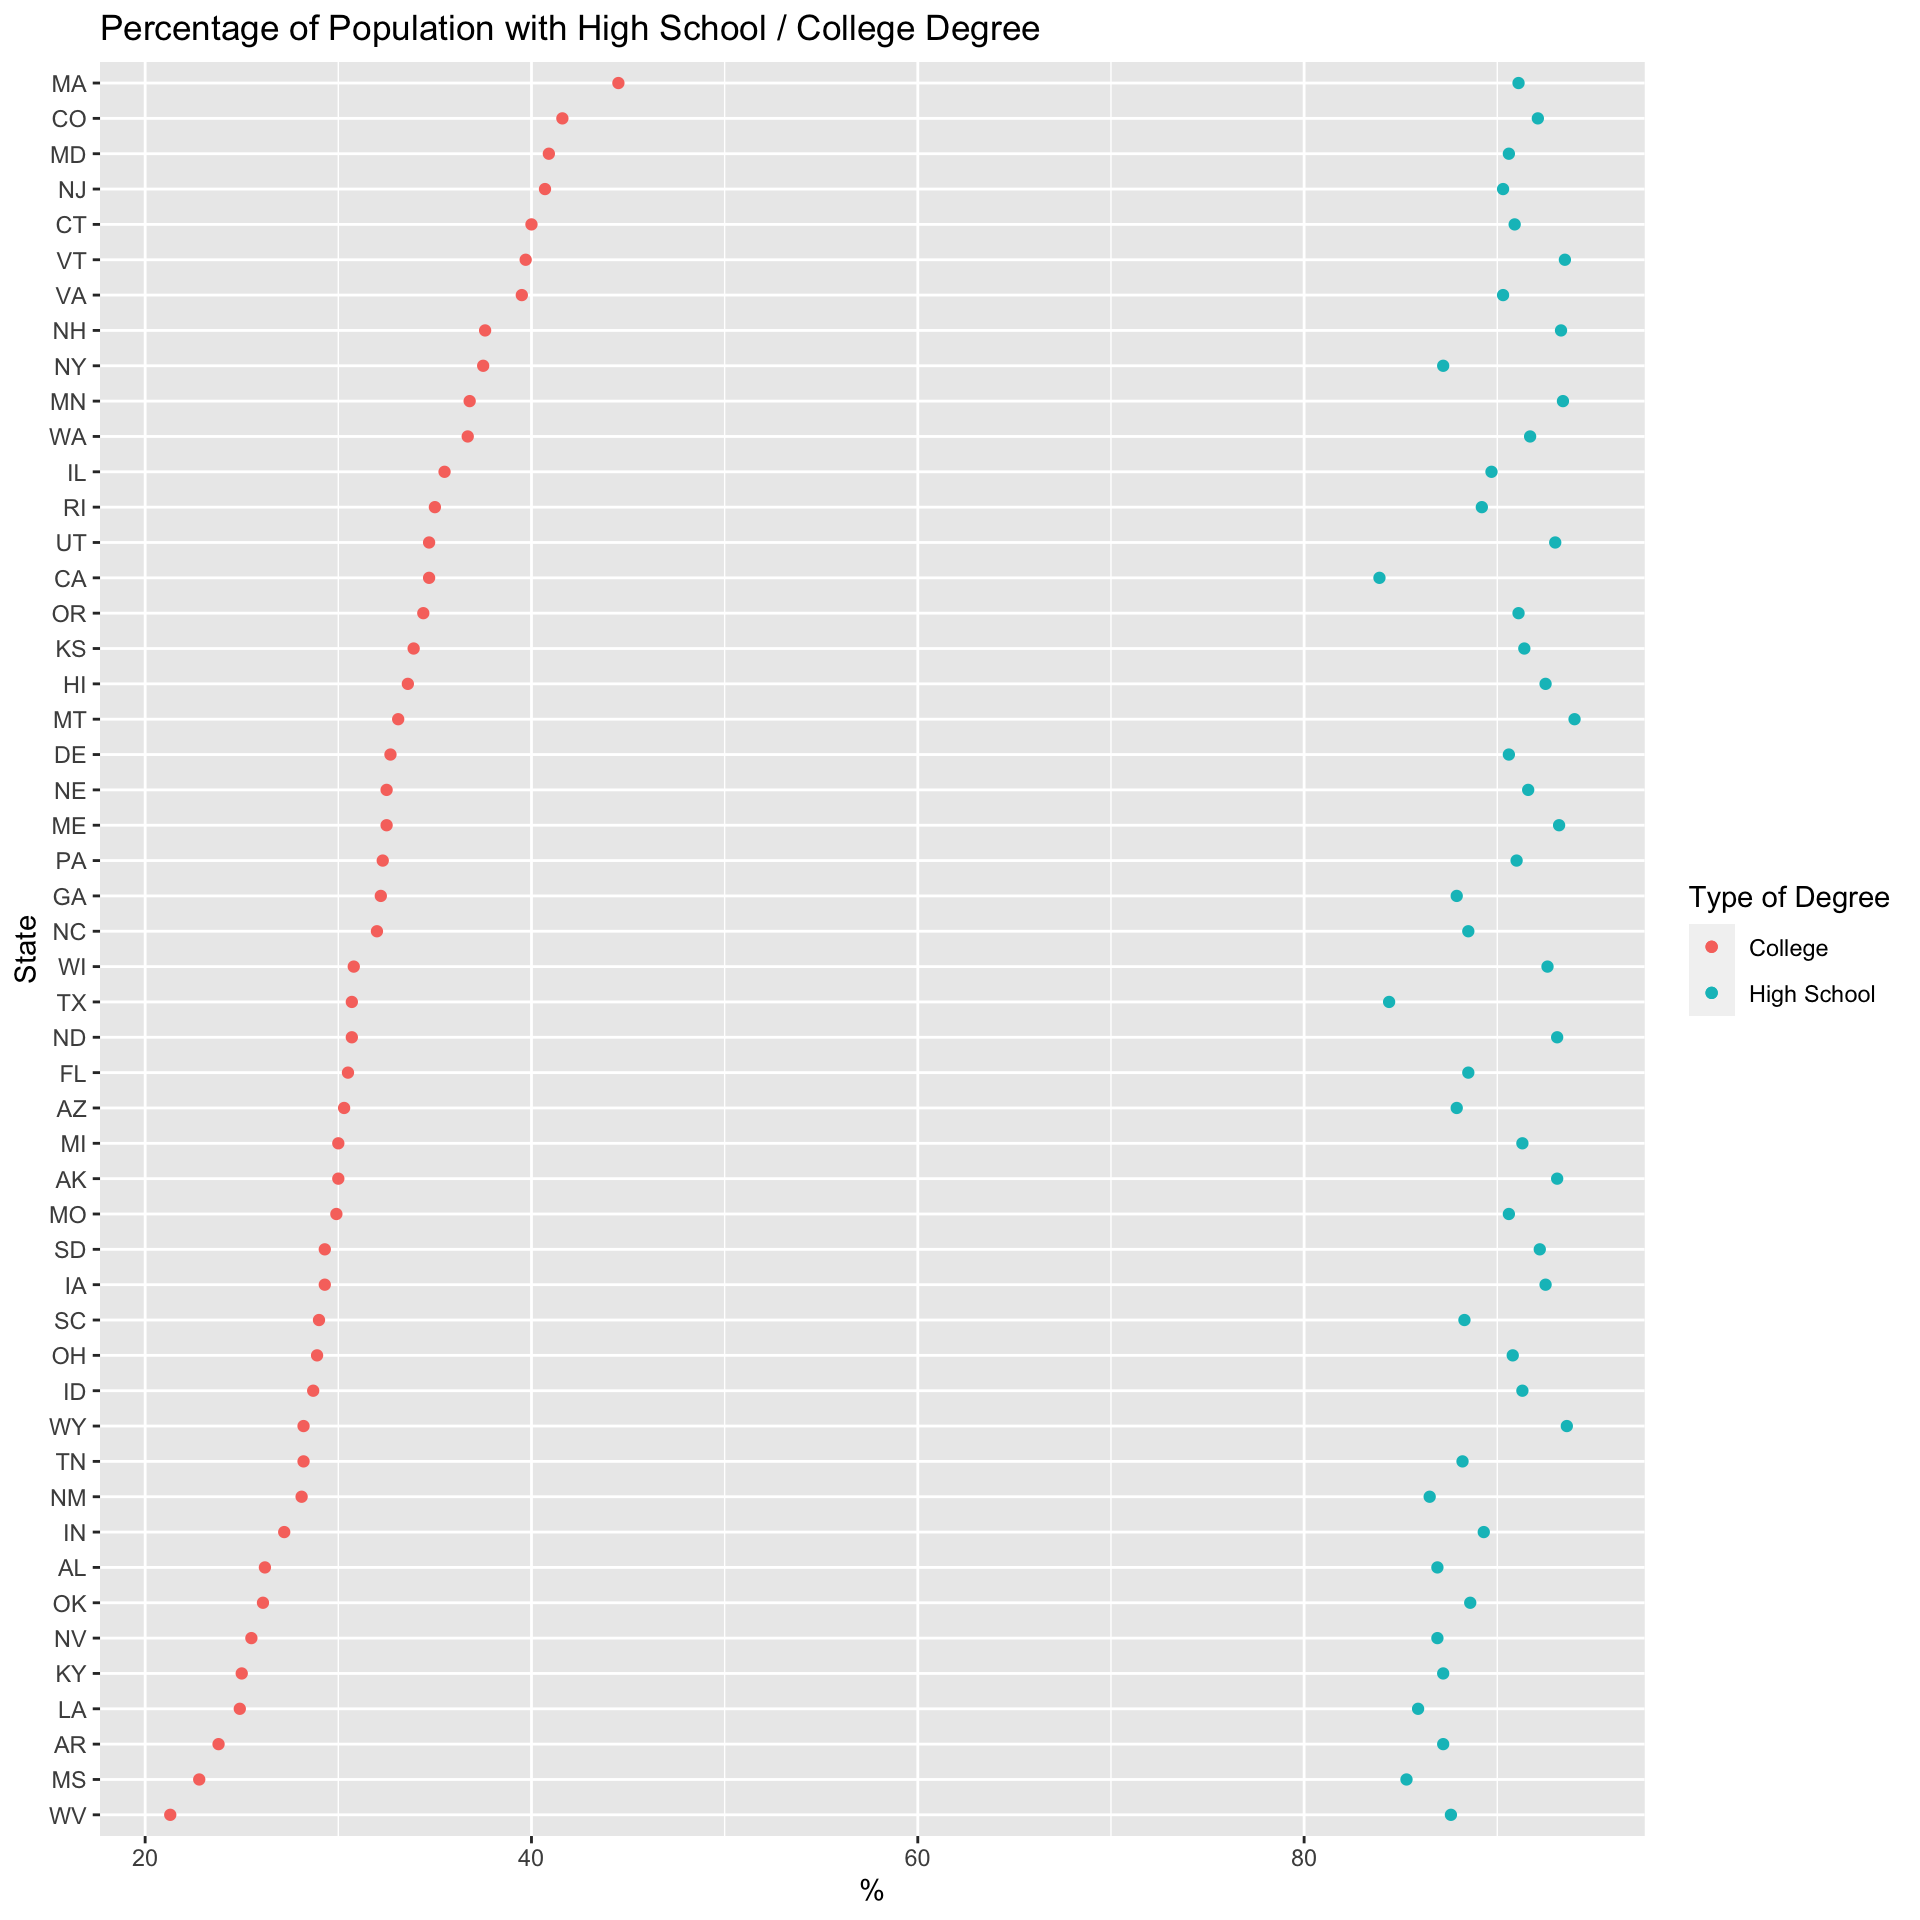 Percentage of Population with High School / College Degree
MA
CO
MD
NJ
CT
VT
VA
NH
NY
MN
WA
IL
RI
UT
CA
OR
KS
HI
MT
DE
NE
ME
PA
GA
NC
WI
TX
ND
FL
AZ
MI
AK
MO
SD
IA
SC
OH
ID
WY
TN
NM
IN
AL
OK
NV
KY
LA
AR
MS
WV
State
20 40 60 80
%
Type of Degree
College
High School